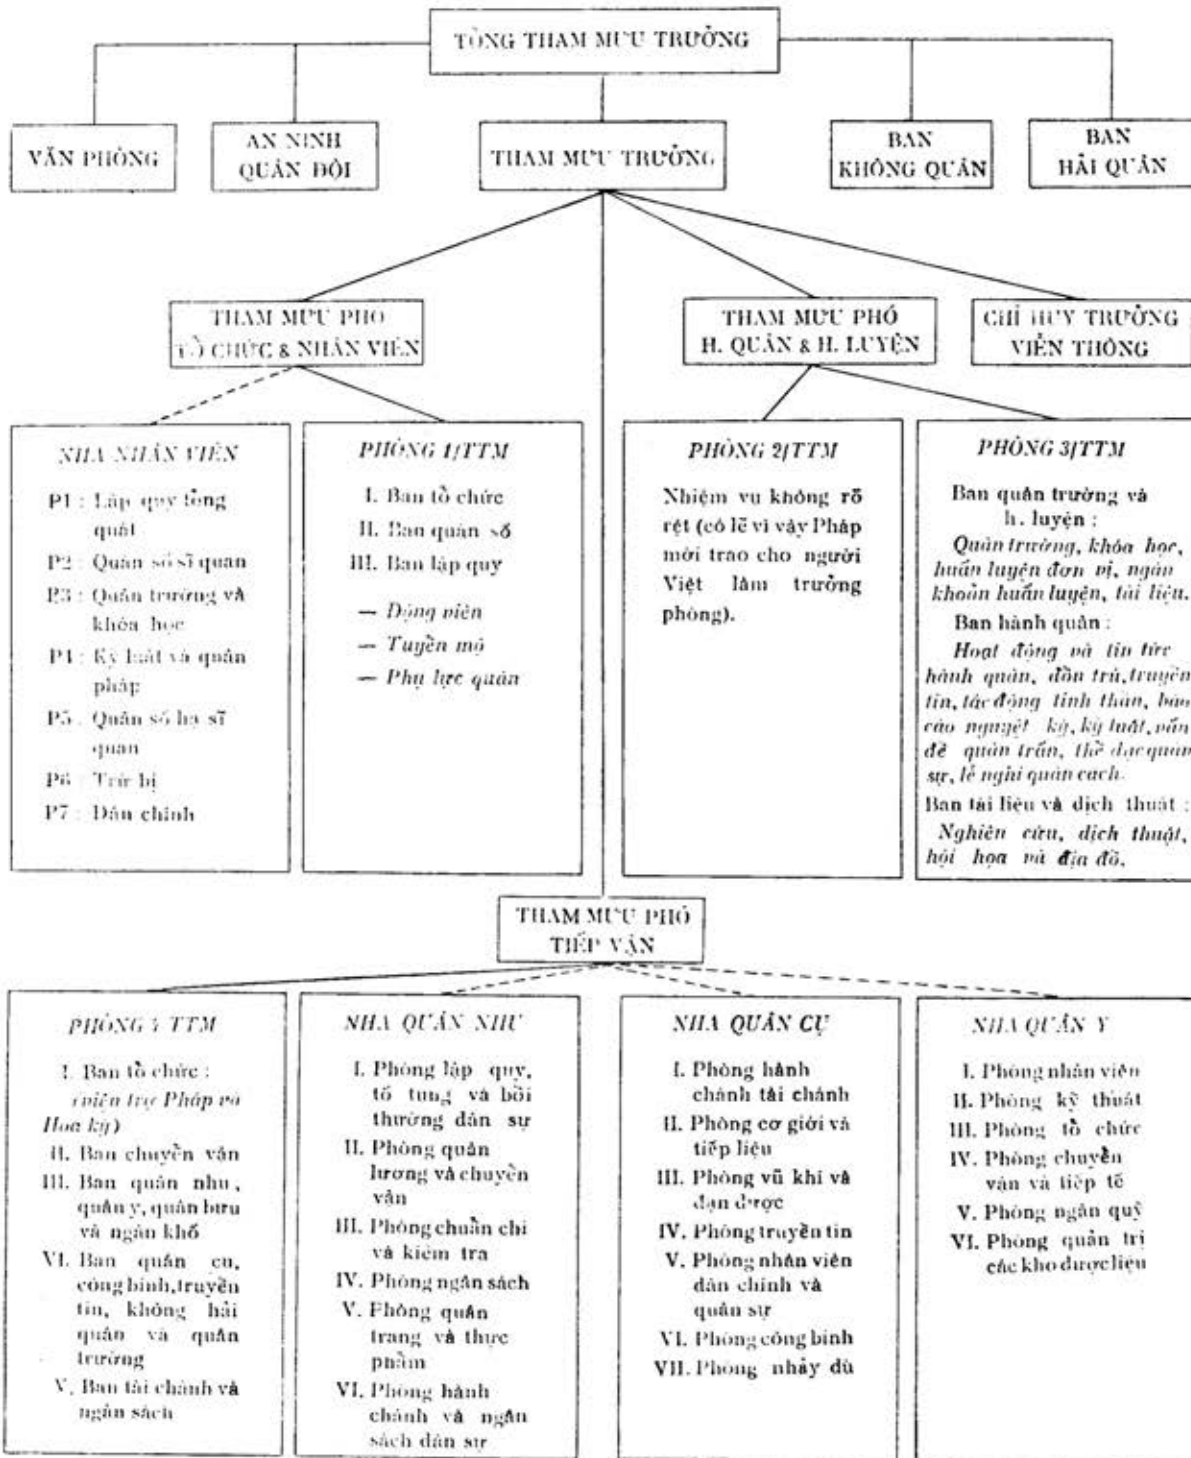 TỔNG THAM MƯU TRƯỞNG
VĂN PHÒNG
AN NINH
QUÂN ĐỘI
THAM MƯU TRƯỞNG
BAN
KHÔNG QUÂN
BAN
HẢI QUÂN
THAM MƯU PHÓ
TỔ CHỨC & NHÂN VIÊN
THAM MƯU PHÓ
H. QUÂN & H. LUYỆN
CHỈ HUY TRƯỞNG
VIỄN THÔNG
NHA NHÂN VIÊN
P1 : Lập quy tổng
quát
P2 : Quân số sĩ quan
P3 : Quân trường và
khóa học
P4 : Kỷ luật và quân
pháp
P5 : Quân số hạ sĩ
quan
P6 : Trừ bị
P7 : Dân chính
PHÒNG 1/TTM
I. Ban tổ chức
II. Ban quân số
III. Ban lập quy
— Động viên
— Tuyển mộ
— Phụ lực quân
PHÒNG 2/TTM
Nhiệm vụ không rõ
rệt (có lẽ vì vậy Pháp
mới trao cho người
Việt làm trưởng
phòng).
PHÒNG 3/TTM
Ban quân trường và
h. luyện :
Quân trường, khóa học,
huấn luyện đơn vị, ngân
khoản huấn luyện, tài liệu.
Ban hành quân :
Hoạt động và tin tức
hành quân, đồn trú, truyền
tin, tác động tinh thần, báo
cáo nguyệt kỳ, kỷ luật, vấn
đề quân trấn, thể dục quân
sự, lễ nghi quân cách.
Ban tài liệu và dịch thuật :
Nghiên cứu, dịch thuật,
hội họa và địa đồ.
THAM MƯU PHÓ
TIẾP VẬN
PHÒNG 4 TTM
I. Ban tổ chức :
(viện trợ Pháp và
Hoa kỳ)
II. Ban chuyển vận
III. Ban quân nhu,
quân y, quân bưu
và ngân khố
VI. Ban quân cụ,
công binh, truyền
tin, không hải
quân và quân
trường
V. Ban tài chánh và
ngân sách
NHA QUÂN NHU
I. Phòng lập quy,
tố tụng và bồi
thường dân sự
II. Phòng quân
lương và chuyển
vận
III. Phòng chuẩn chi
và kiểm tra
IV. Phòng ngân sách
V. Phòng quân
trang và thực
phẩm
VI. Phòng hành
chánh và ngân
sách dân sự
NHA QUÂN CỤ
I. Phòng hành
chánh tài chánh
II. Phòng cơ giới và
tiếp liệu
III. Phòng vũ khí và
đạn dược
IV. Phòng truyền tin
V. Phòng nhân viên
dân chính và
quân sự
VI. Phòng công binh
VII. Phòng nhảy dù
NHA QUÂN Y
I. Phòng nhân viên
II. Phòng kỹ thuật
III. Phòng tổ chức
IV. Phòng chuyển
vận và tiếp tế
V. Phòng ngân quỹ
VI. Phòng quản trị
các kho dược liệu